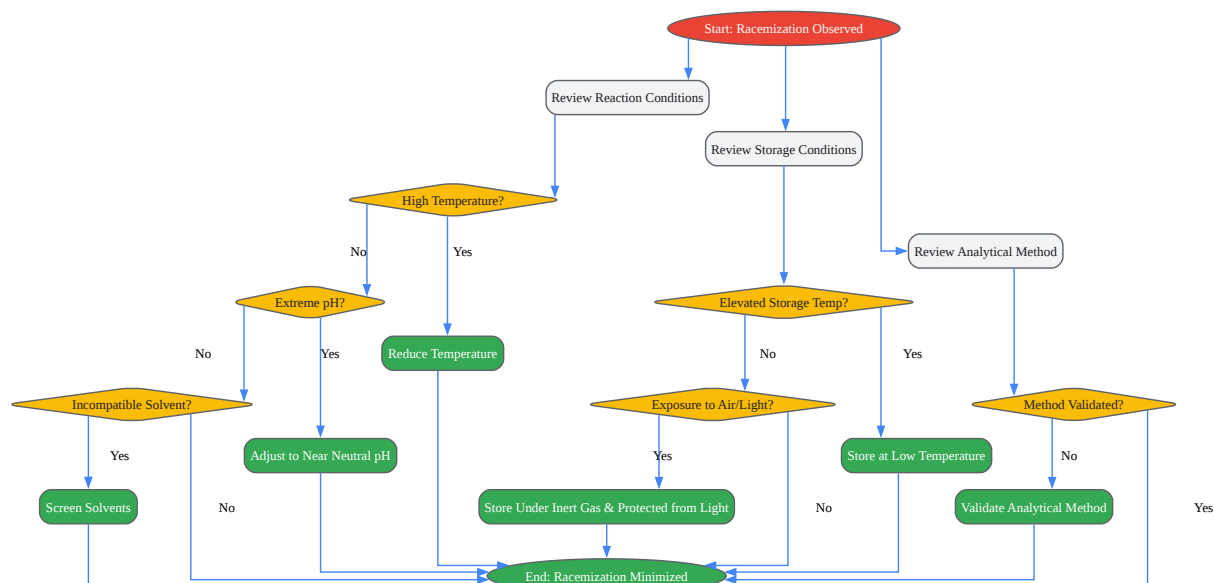 Start: Racemization Observed
Review Reaction Conditions
Review Storage Conditions
High Temperature?
No
Yes
Review Analytical Method
Extreme pH?
Elevated Storage Temp?
No
Yes
Reduce Temperature
No
Yes
Incompatible Solvent?
Exposure to Air/Light?
Method Validated?
Yes
Adjust to Near Neutral pH
Yes
Store at Low Temperature
No
Screen Solvents
No
Store Under Inert Gas & Protected from Light
No
Validate Analytical Method
Yes
End: Racemization Minimized